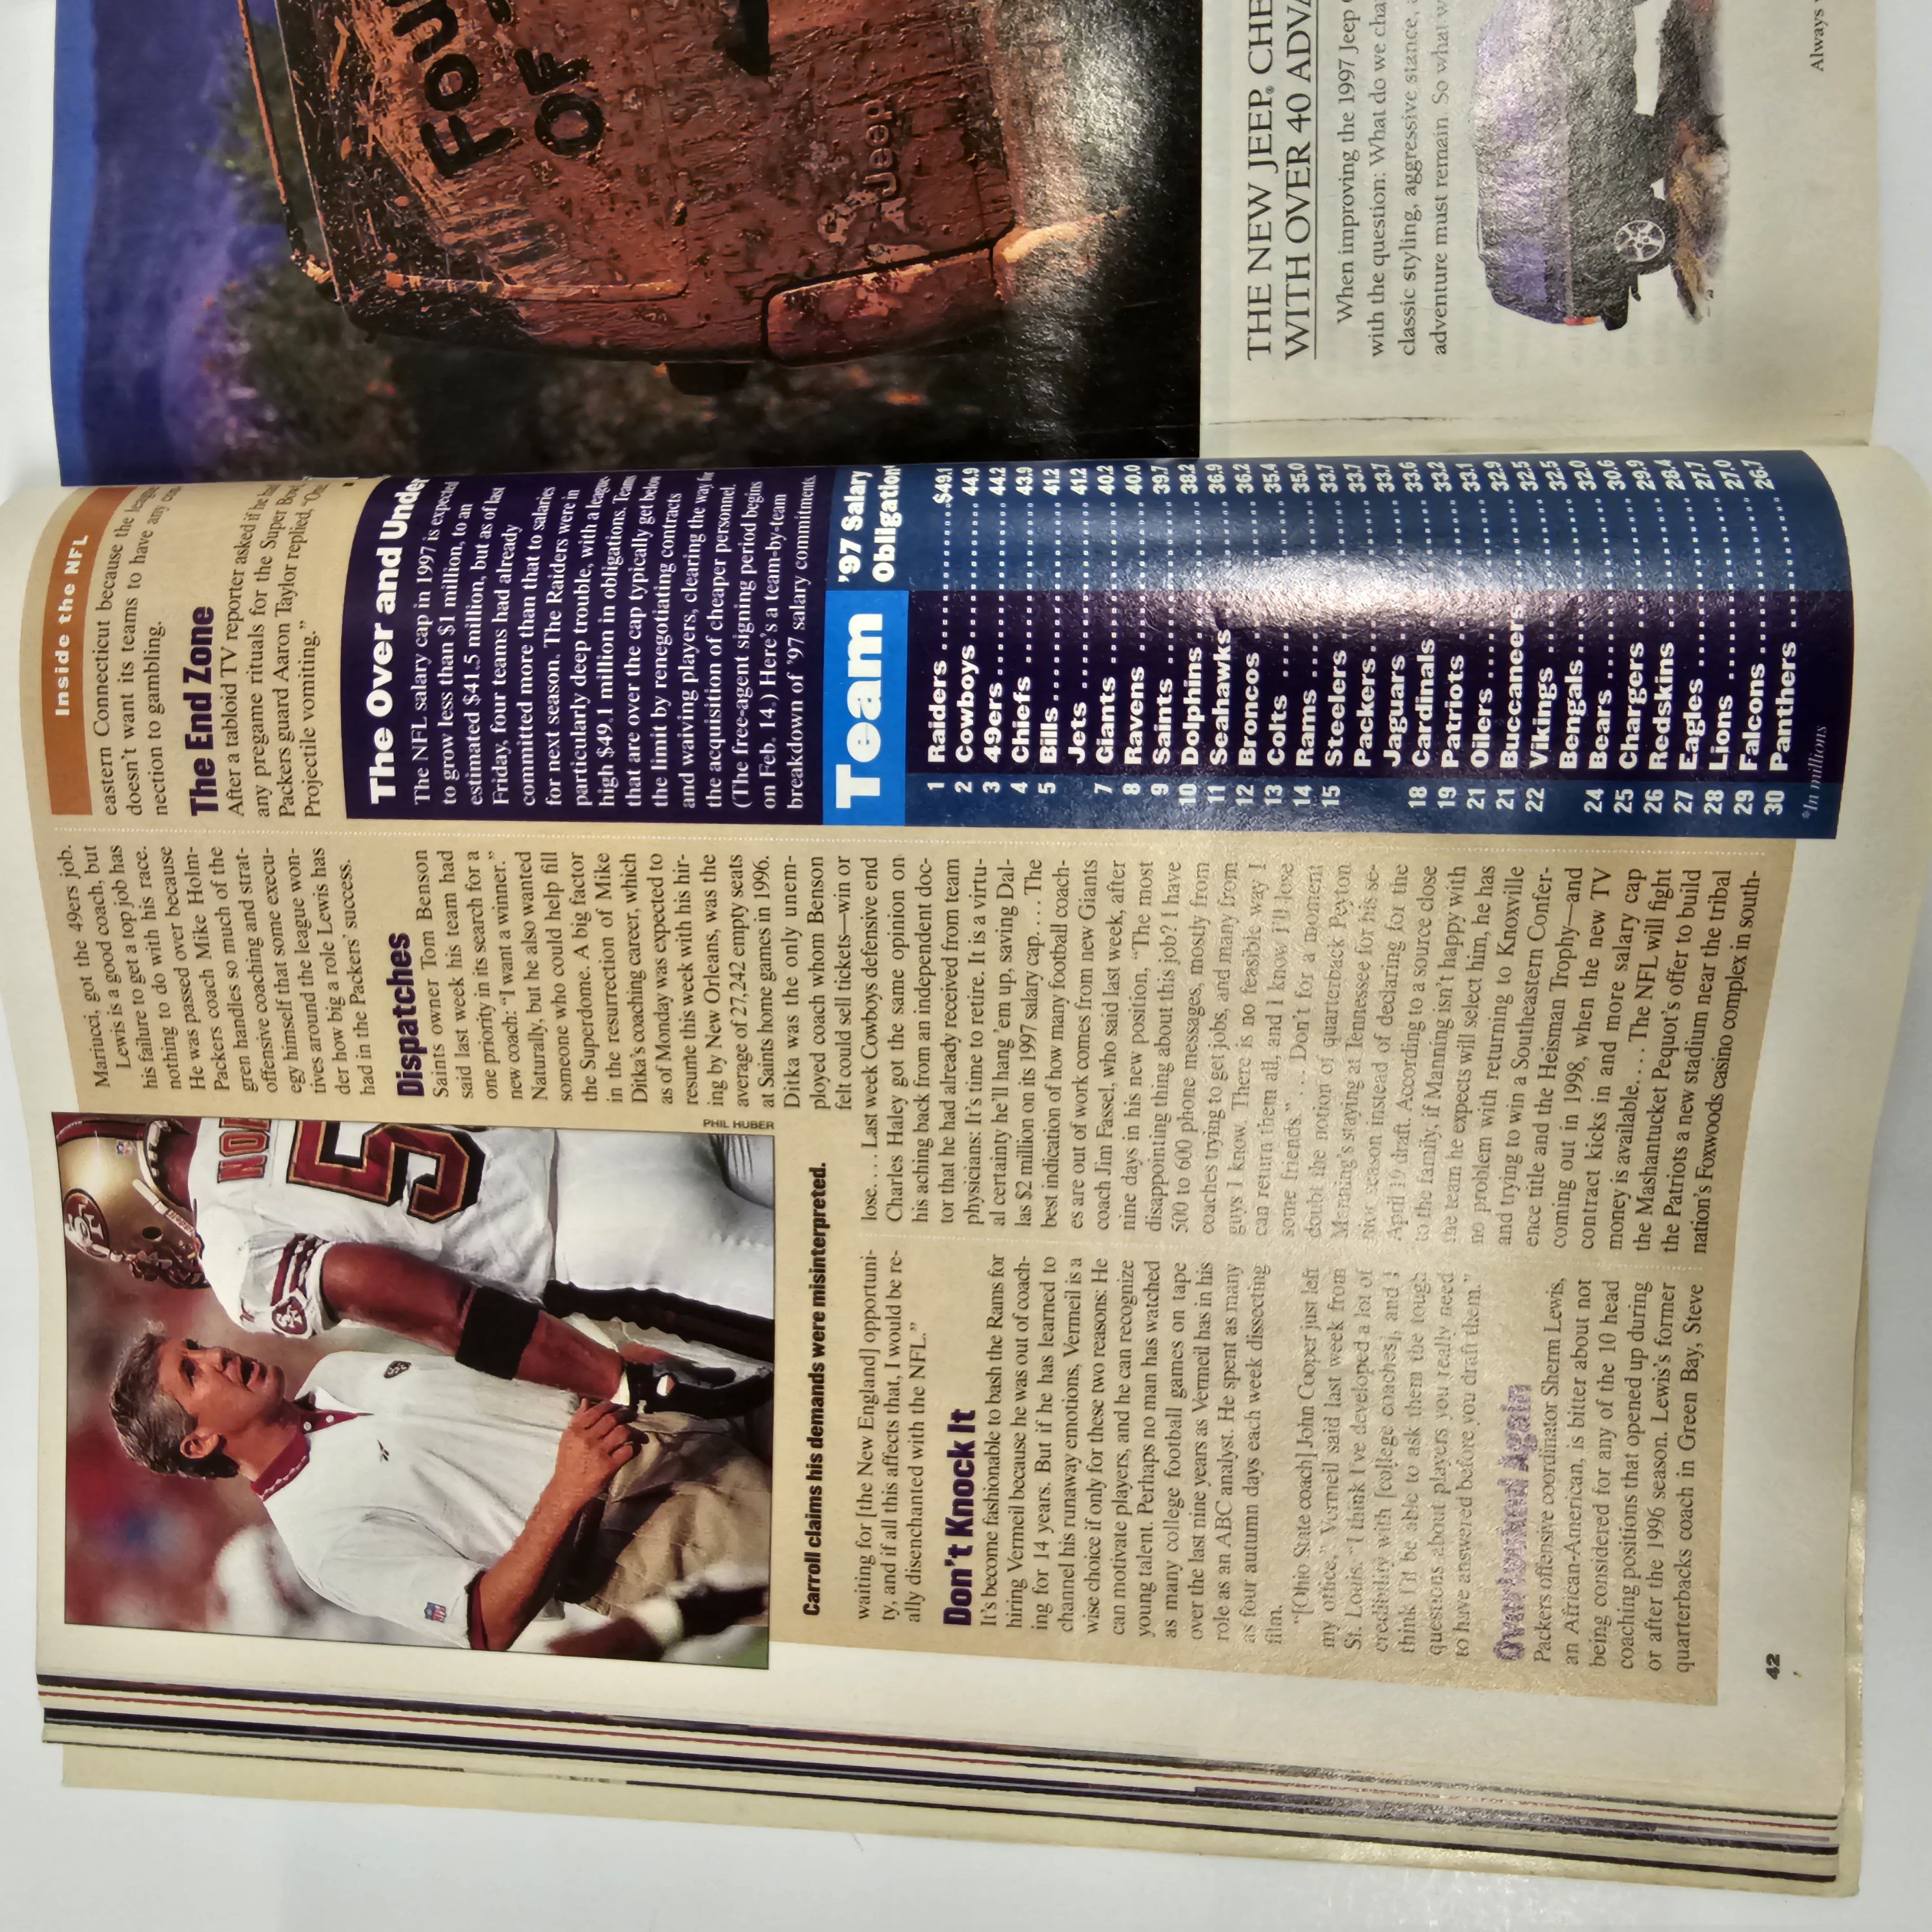 NOR
5
PHIL HUBER
Carroll claims his demands were misinterpreted.
waiting for [the New England] opportuni-
ty, and if all this affects that, I would be re-
ally disenchanted with the NFL.”
Don’t Knock It
It’s become fashionable to bash the Rams for
hiring Vermeil because he was out of coach-
ing for 14 years. But if he has learned to
channel his runaway emotions, Vermeil is a
wise choice if only for these two reasons: He
can motivate players, and he can recognize
young talent. Perhaps no man has watched
as many college football games on tape
over the last nine years as Vermeil has in his
role as an ABC analyst. He spent as many
as four autumn days each week dissecting
film.
“[Ohio State coach] John Cooper just left
my office,” Vermeil said last week from
St. Louis. “I think I’ve developed a lot of
credibility with [college coaches], and I
think I’ll be able to ask them the tough
questions about players you really need
to have answered before you draft them.”
Overlooked Again
Packers offensive coordinator Sherm Lewis,
an African-American, is bitter about not
being considered for any of the 10 head
coaching positions that opened up during
or after the 1996 season. Lewis’s former
quarterbacks coach in Green Bay, Steve
Mariucci, got the 49ers job.
Lewis is a good coach, but
his failure to get a top job has
nothing to do with his race.
He was passed over because
Packers coach Mike Holm-
gren handles so much of the
offensive coaching and strat-
egy himself that some execu-
tives around the league won-
der how big a role Lewis has
had in the Packers’ success.
Dispatches
Saints owner Tom Benson
said last week his team had
one priority in its search for a
new coach: “I want a winner.”
Naturally, but he also wanted
someone who could help fill
the Superdome. A big factor
in the resurrection of Mike
Ditka’s coaching career, which
as of Monday was expected to
resume this week with his hir-
ing by New Orleans, was the
average of 27,242 empty seats
at Saints home games in 1996.
Ditka was the only unem-
ployed coach whom Benson
felt could sell tickets—win or
lose. . . . Last week Cowboys defensive end
Charles Haley got the same opinion on
his aching back from an independent doc-
tor that he had already received from team
physicians: It’s time to retire. It is a virtu-
al certainty he’ll hang ’em up, saving Dal-
las $2 million on its 1997 salary cap. . . . The
best indication of how many football coach-
es are out of work comes from new Giants
coach Jim Fassel, who said last week, after
nine days in his new position, “The most
disappointing thing about this job? I have
500 to 600 phone messages, mostly from
coaches trying to get jobs, and many from
guys I know. There is no feasible way I
can return them all, and I know I’ll lose
some friends.” . . . Don’t for a moment
doubt the notion of quarterback Peyton
Manning’s staying at Tennessee for his se-
nior season instead of declaring for the
April 19 draft. According to a source close
to the family, if Manning isn’t happy with
the team he expects will select him, he has
no problem with returning to Knoxville
and trying to win a Southeastern Confer-
ence title and the Heisman Trophy—and
coming out in 1998, when the new TV
contract kicks in and more salary cap
money is available. . . . The NFL will fight
the Mashantucket Pequot’s offer to build
the Patriots a new stadium near the tribal
nation’s Foxwoods casino complex in south-
Inside the NFL
eastern Connecticut because the league
doesn’t want its teams to have any con-
nection to gambling.
The End Zone
After a tabloid TV reporter asked if he had
any pregame rituals for the Super Bowl,
Packers guard Aaron Taylor replied, “One.
Projectile vomiting.”
The Over and Under
The NFL salary cap in 1997 is expected
to grow less than $1 million, to an
estimated $41.5 million, but as of last
Friday, four teams had already
committed more than that to salaries
for next season. The Raiders were in
particularly deep trouble, with a league-
high $49.1 million in obligations. Teams
that are over the cap typically get below
the limit by renegotiating contracts
and waiving players, clearing the way for
the acquisition of cheaper personnel.
(The free-agent signing period begins
on Feb. 14.) Here’s a team-by-team
breakdown of ’97 salary commitments.
Team ’97 Salary
Obligation*
1 Raiders $49.1
2 Cowboys 44.9
3 49ers 44.2
4 Chiefs 43.9
5 Bills 41.2
Jets 41.2
7 Giants 40.2
8 Ravens 40.0
9 Saints 39.7
10 Dolphins 38.2
11 Seahawks 36.9
12 Broncos 36.2
13 Colts 35.4
14 Rams 35.0
15 Steelers 33.7
Packers 33.7
Jaguars 33.7
18 Cardinals 33.6
19 Patriots 33.2
21 Oilers 33.1
21 Buccaneers 32.9
22 Vikings 32.5
Bengals 32.5
24 Bears 32.0
25 Chargers 30.6
26 Redskins 29.9
27 Eagles 28.4
28 Lions 27.7
29 Falcons 27.0
30 Panthers 26.7
*In millions
42
FOU
OF
Jeep
THE NEW JEEP® CHE
WITH OVER 40 ADVA
When improving the 1997 Jeep
with the question: What do we cha
classic styling, aggressive stance,
adventure must remain. So what w
Always